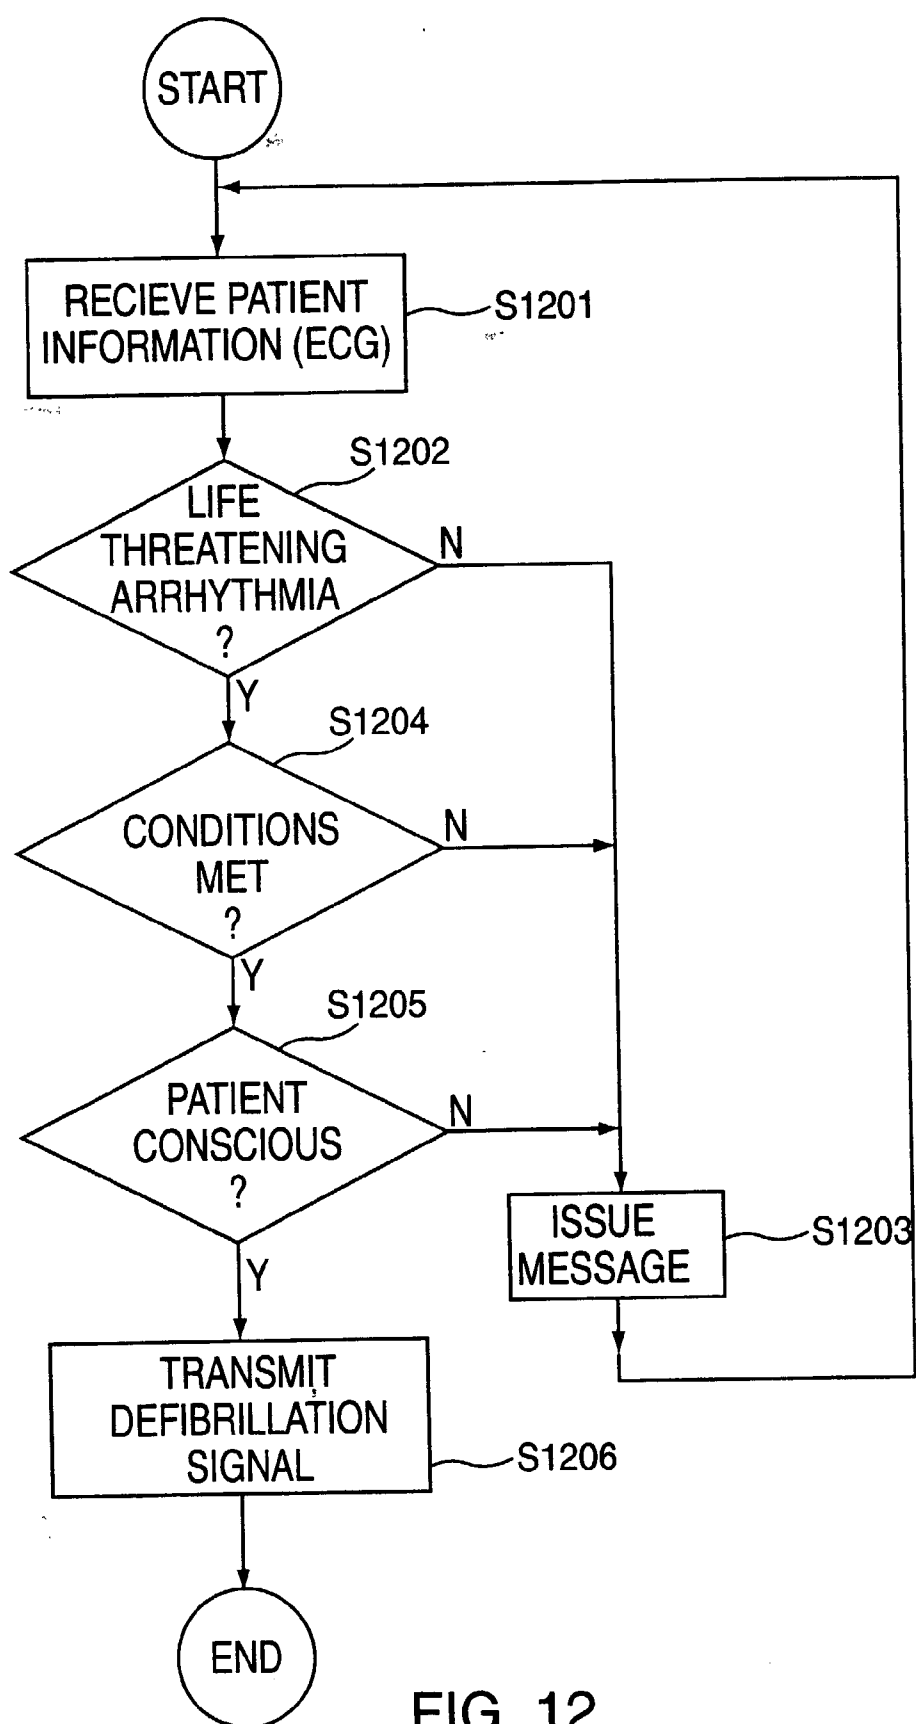 START
RECIEVE PATIENT
INFORMATION (ECG)
S1201
S1202
LIFE
THREATENING
ARRHYTHMIA
?
N
Y
S1204
CONDITIONS
MET
?
N
Y
S1205
PATIENT
CONSCIOUS
?
N
Y
ISSUE
MESSAGE
S1203
TRANSMIT
DEFIBRILLATION
SIGNAL
S1206
END
FIG. 12